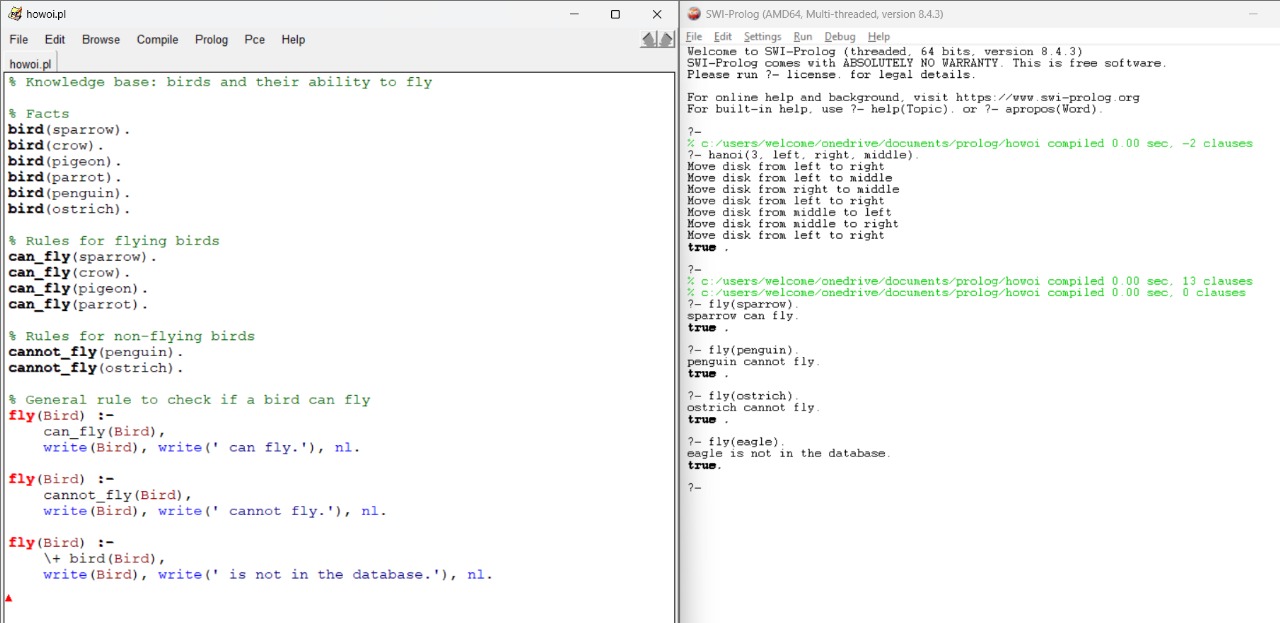 howoi.pl
File Edit Browse Compile Prolog Pce Help
howoi.pl
% Knowledge base: birds and their ability to fly
% Facts
bird(sparrow).
bird(crow).
bird(pigeon).
bird(parrot).
bird(penguin).
bird(ostrich).
% Rules for flying birds
can_fly(sparrow).
can_fly(crow).
can_fly(pigeon).
can_fly(parrot).
% Rules for non-flying birds
cannot_fly(penguin).
cannot_fly(ostrich).
% General rule to check if a bird can fly
fly(Bird) :-
can_fly(Bird),
write(Bird), write(' can fly.'), nl.
fly(Bird) :-
cannot_fly(Bird),
write(Bird), write(' cannot fly.'), nl.
fly(Bird) :-
\+ bird(Bird),
write(Bird), write(' is not in the database.'), nl.
SWI-Prolog (AMD64, Multi-threaded, version 8.4.3)
File Edit Settings Run Debug Help
Welcome to SWI-Prolog (threaded, 64 bits, version 8.4.3)
SWI-Prolog comes with ABSOLUTELY NO WARRANTY. This is free software.
Please run ?- license. for legal details.
For online help and background, visit https://www.swi-prolog.org
For built-in help, use ?- help(Topic). or ?- apropos(Word).
?-
% c:/users/welcome/onedrive/documents/prolog/howoi compiled 0.00 sec, -2 clauses
?- hanoi(3, left, right, middle).
Move disk from left to right
Move disk from left to middle
Move disk from right to middle
Move disk from left to right
Move disk from middle to left
Move disk from middle to right
Move disk from left to right
true .
?-
% c:/users/welcome/onedrive/documents/prolog/howoi compiled 0.00 sec, 13 clauses
% c:/users/welcome/onedrive/documents/prolog/howoi compiled 0.00 sec, 0 clauses
?- fly(sparrow).
sparrow can fly.
true .
?- fly(penguin).
penguin cannot fly.
true .
?- fly(ostrich).
ostrich cannot fly.
true .
?- fly(eagle).
eagle is not in the database.
true.
?-